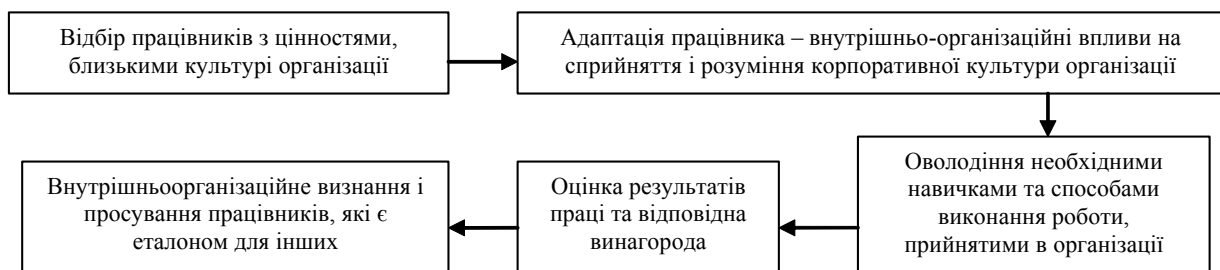 Відбір працівників з цінностями,
близькими культурі організації
Адаптація працівника – внутрішньо-організаційні впливи на
сприйняття і розуміння корпоративної культури організації
Оволодіння необхідними
навичками та способами
виконання роботи,
прийнятими в організації
Оцінка результатів
праці та відповідна
винагорода
Внутрішньоорганізаційне визнання і
просування працівників, які є
еталоном для інших